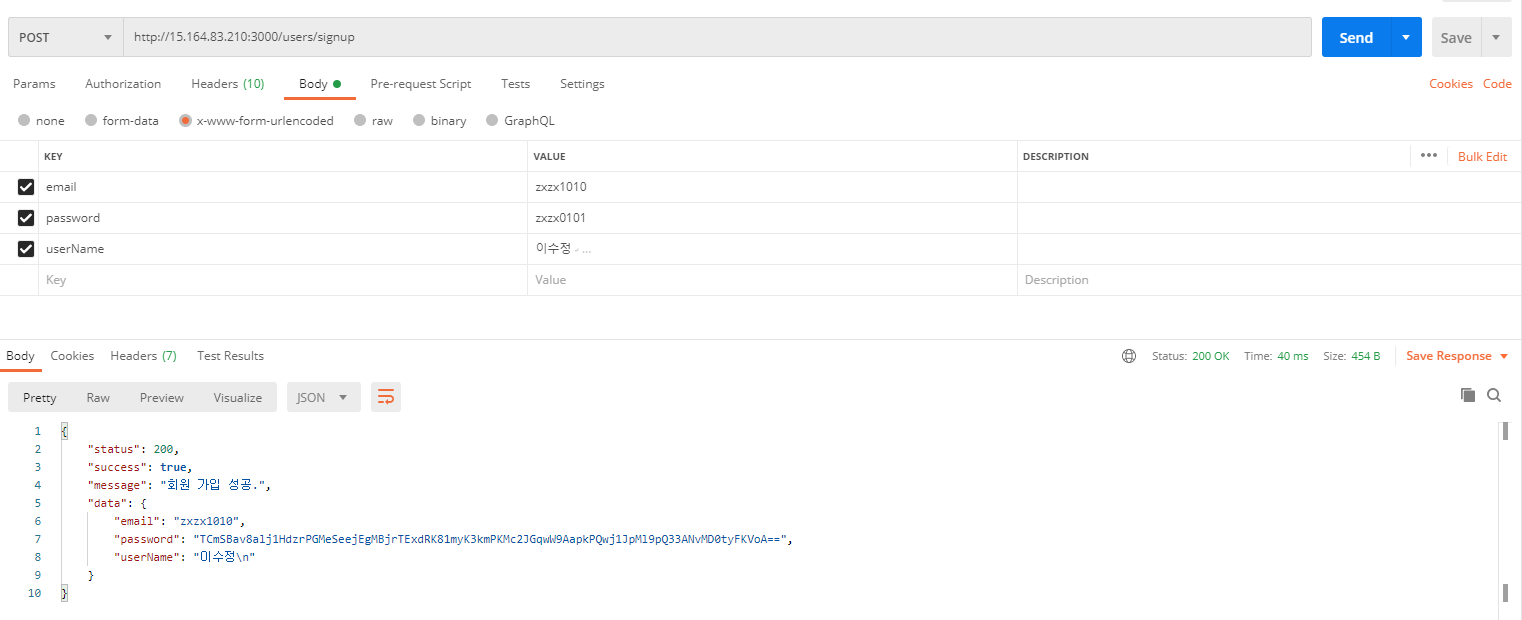 POST http://15.164.83.210:3000/users/signup Send Save
Params Authorization Headers (10) Body Pre-request Script Tests Settings Cookies Code
none form-data x-www-form-urlencoded raw binary GraphQL
KEY VALUE DESCRIPTION ••• Bulk Edit
email zxzx1010
password zxzx0101
userName 이수정 ...
Key Value Description
Body Cookies Headers (7) Test Results Status: 200 OK Time: 40 ms Size: 454 B Save Response
Pretty Raw Preview Visualize JSON
1 {
2 "status": 200,
3 "success": true,
4 "message": "회원 가입 성공.",
5 "data": {
6 "email": "zxzx1010",
7 "password": "TCmSBav8alj1HdzrPGMeSeejEgMBjrTExdRK81myK3kmPKMc2JGqwW9AapkPQwj1JpMl9pQ33ANvMD0tyFKVoA==",
8 "userName": "이수정\n"
9 }
10 }